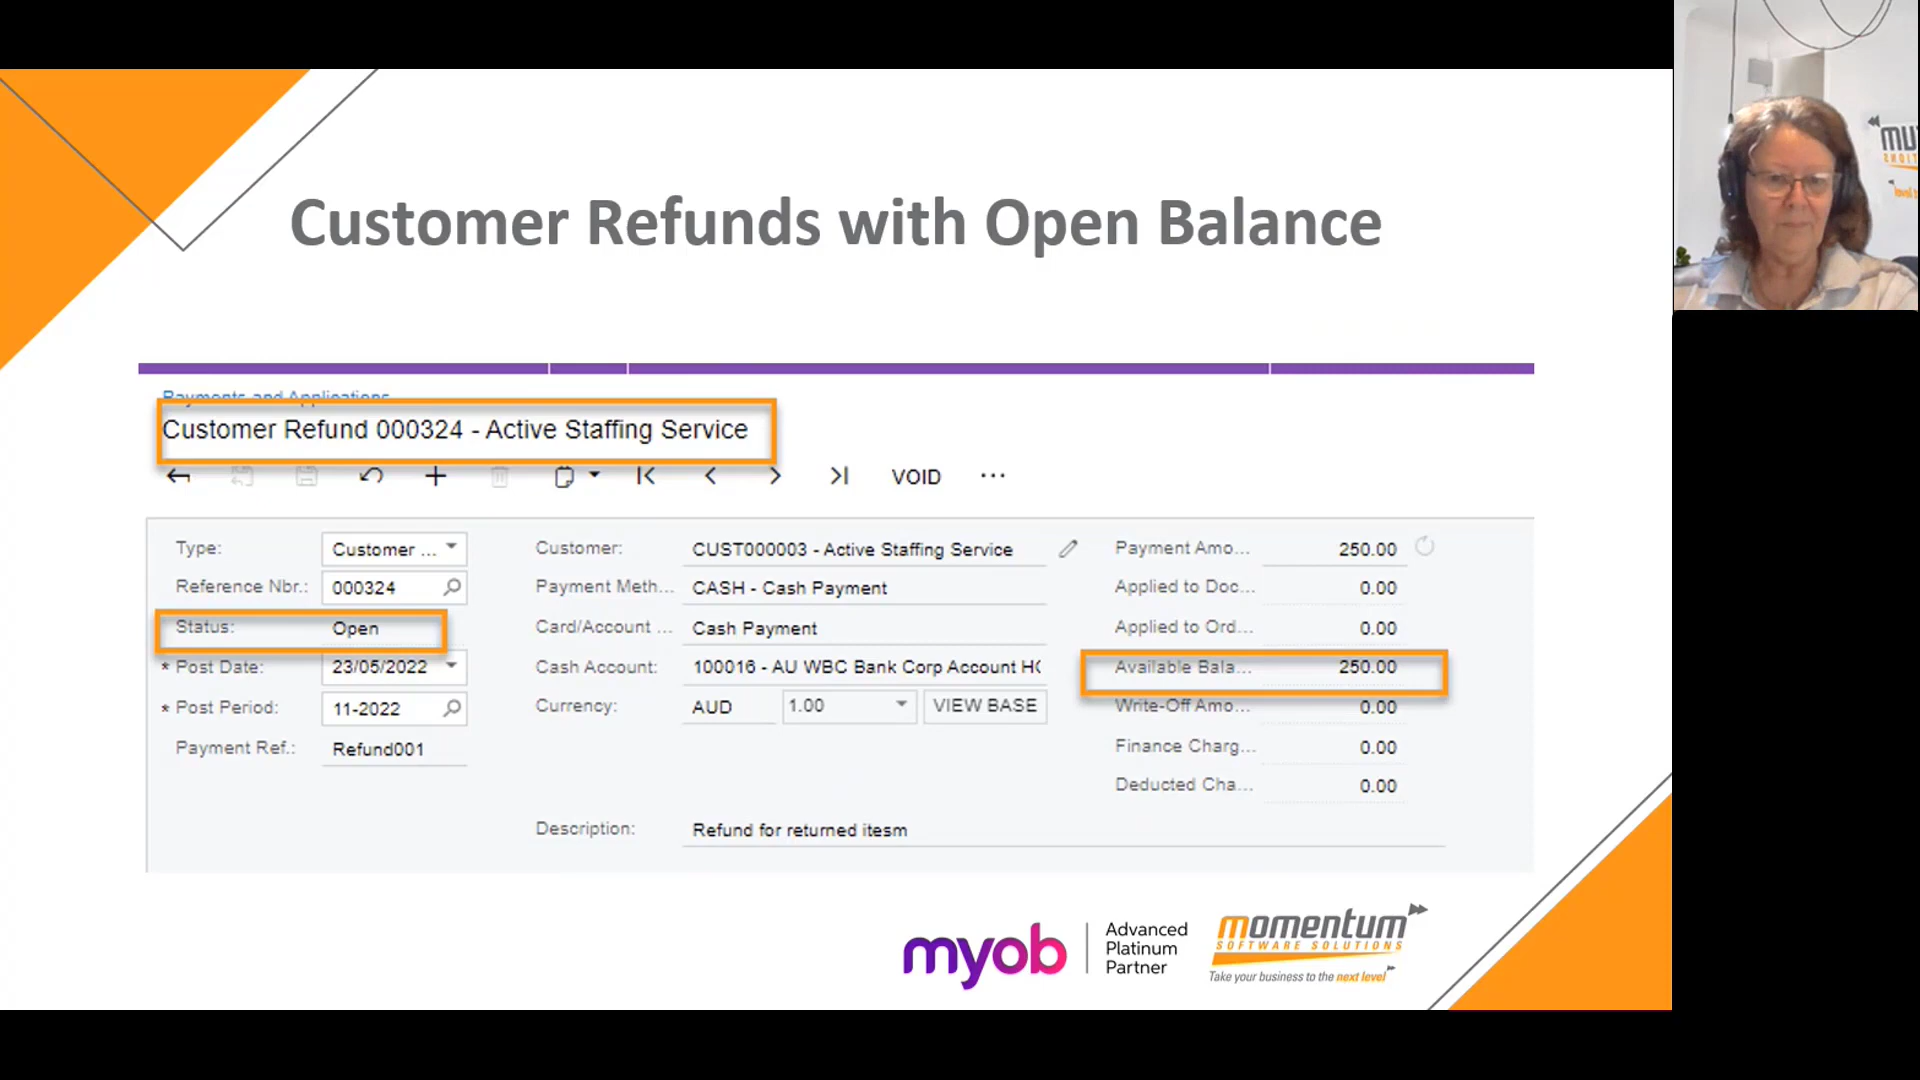 Customer Refunds with Open Balance
Payments and Applications
Customer Refund 000324 - Active Staffing Service
VOID ...
Type: Customer ...
Reference Nbr.: 000324
Status: Open
* Post Date: 23/05/2022
* Post Period: 11-2022
Payment Ref.: Refund001
Customer: CUST000003 - Active Staffing Service
Payment Meth... CASH - Cash Payment
Card/Account ... Cash Payment
Cash Account: 100016 - AU WBC Bank Corp Account HO
Currency: AUD 1.00 VIEW BASE
Description: Refund for returned itesm
Payment Amo... 250.00
Applied to Doc... 0.00
Applied to Ord... 0.00
Available Bala... 250.00
Write-Off Amo... 0.00
Finance Charg... 0.00
Deducted Cha... 0.00
myob
Advanced
Platinum
Partner
momentum
SOFTWARE SOLUTIONS
Take your business to the next level